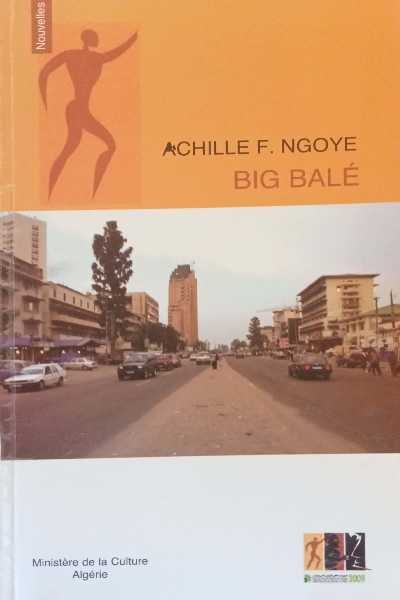 Nouvelles
ACHILLE F. NGOYE
BIG BALÉ
Ministère de la Culture
Algérie
2009